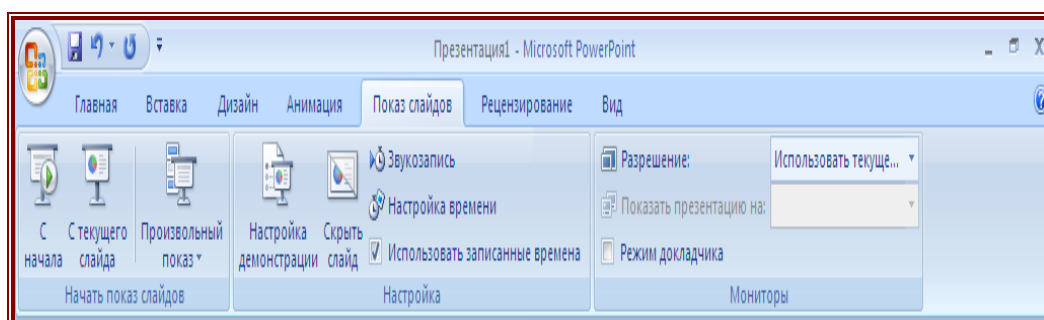 Презентация1 - Microsoft PowerPoint
Главная Вставка Дизайн Анимация Показ слайдов Рецензирование Вид
С начала
С текущего слайда
Произвольный показ
Настройка демонстрации
Скрыть слайд
Звукозапись
Настройка времени
Использовать записанные времена
Разрешение: Использовать текуще...
Показать презентацию на:
Режим докладчика
Начать показ слайдов
Настройка
Мониторы